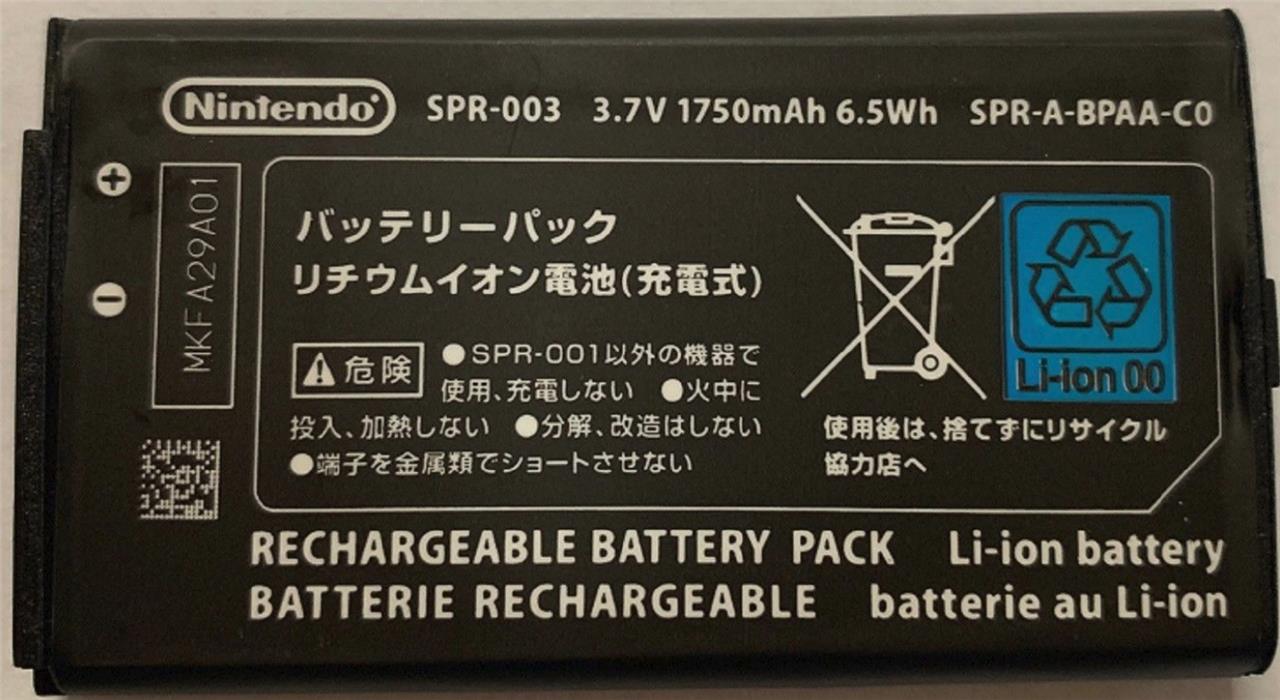 Nintendo SPR-003 3.7V 1750mAh 6.5Wh SPR-A-BPAA-C0
MKFA29A01
バッテリーパック
リチウムイオン電池(充電式)
危険 ●SPR-001以外の機器で
使用、充電しない ●火中に
投入、加熱しない ●分解、改造はしない
●端子を金属類でショートさせない
Li-ion 00
使用後は、捨てずにリサイクル
協力店へ
RECHARGEABLE BATTERY PACK Li-ion battery
BATTERIE RECHARGEABLE batterie au Li-ion